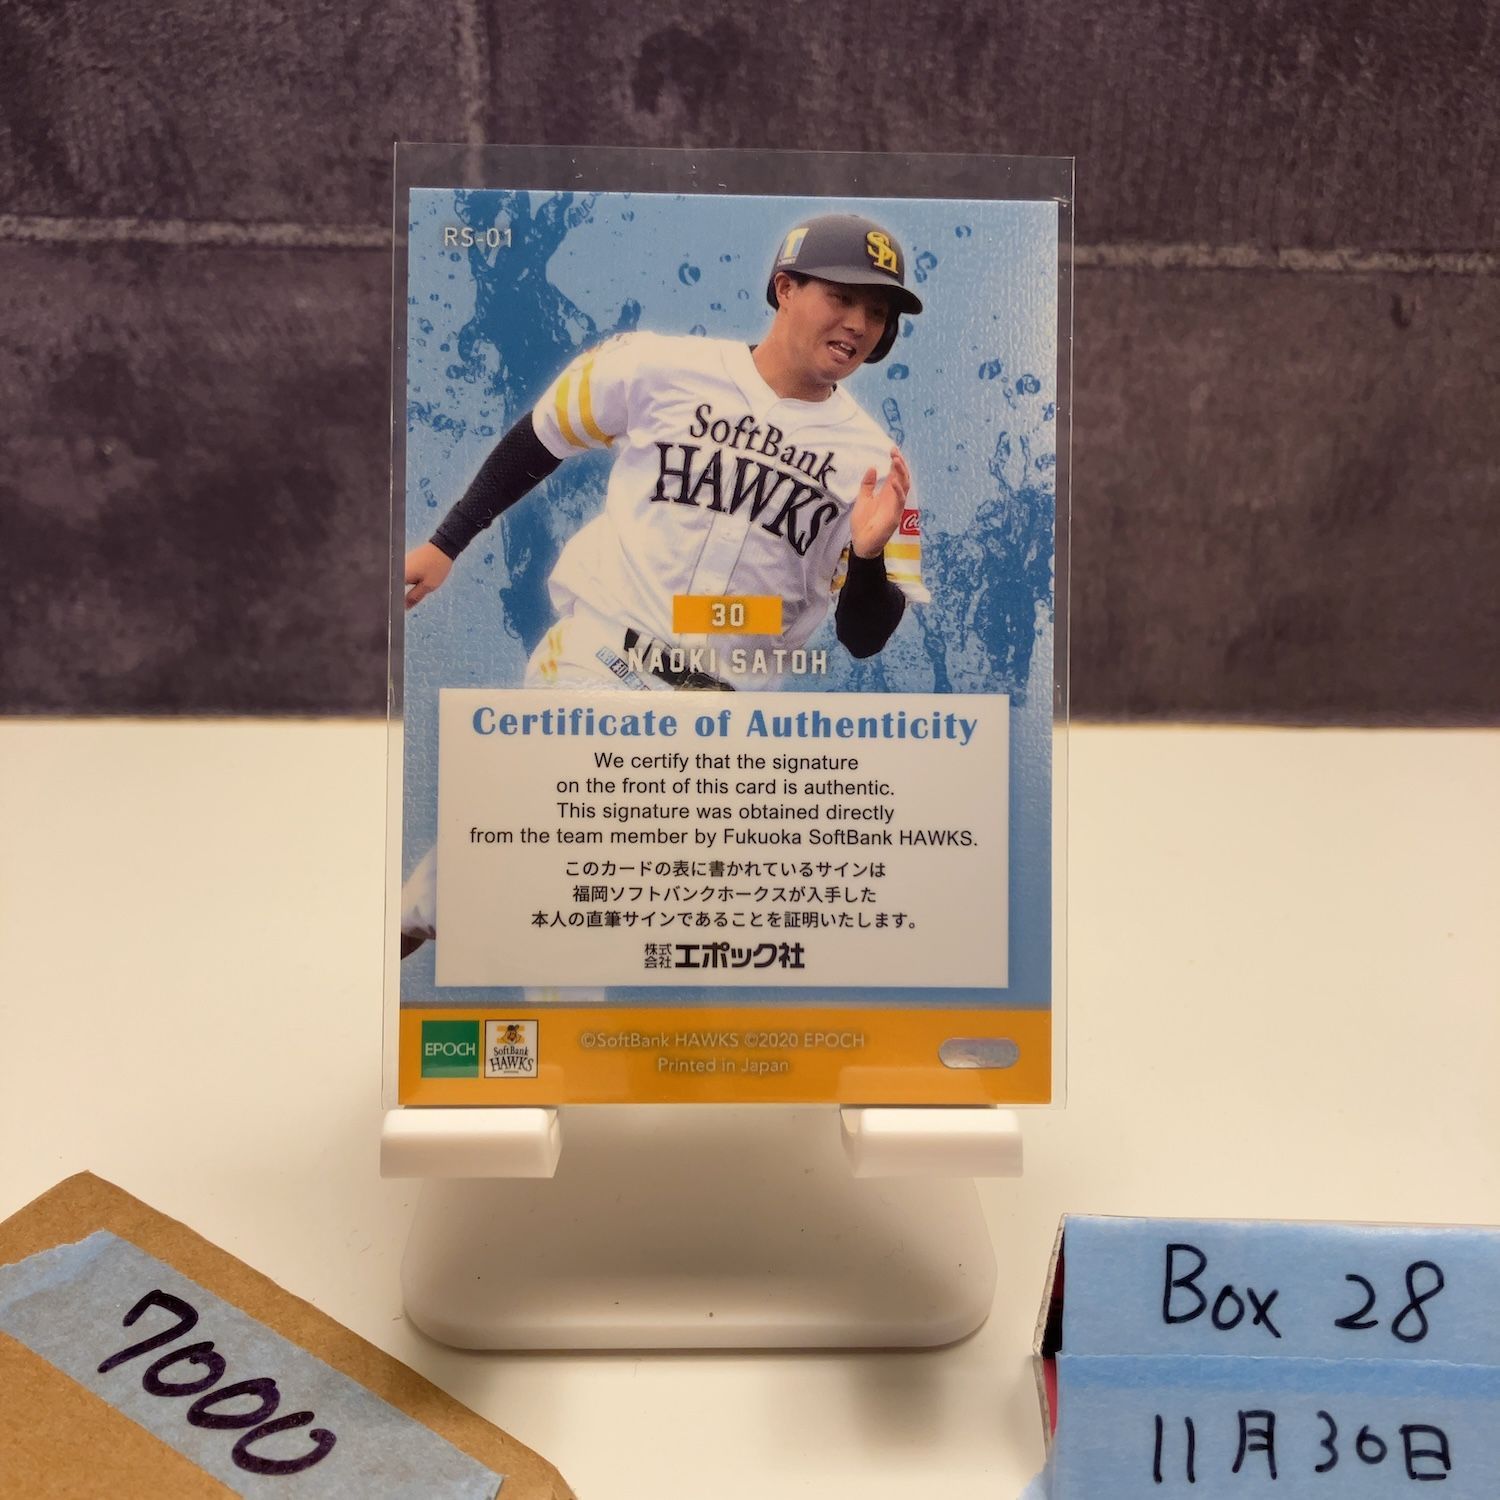 RS-01
SH
SoftBank
HAWKS
30
NAOKI SATOH
Certificate of Authenticity
We certify that the signature
on the front of this card is authentic.
This signature was obtained directly
from the team member by Fukuoka SoftBank HAWKS.
このカードの表に書かれているサインは
福岡ソフトバンクホークスが入手した
本人の直筆サインであることを証明いたします。
株式会社エポック社
EPOCH
SoftBank
HAWKS
©SoftBank HAWKS ©2020 EPOCH
Printed in Japan
7000
Box 28
11月30日